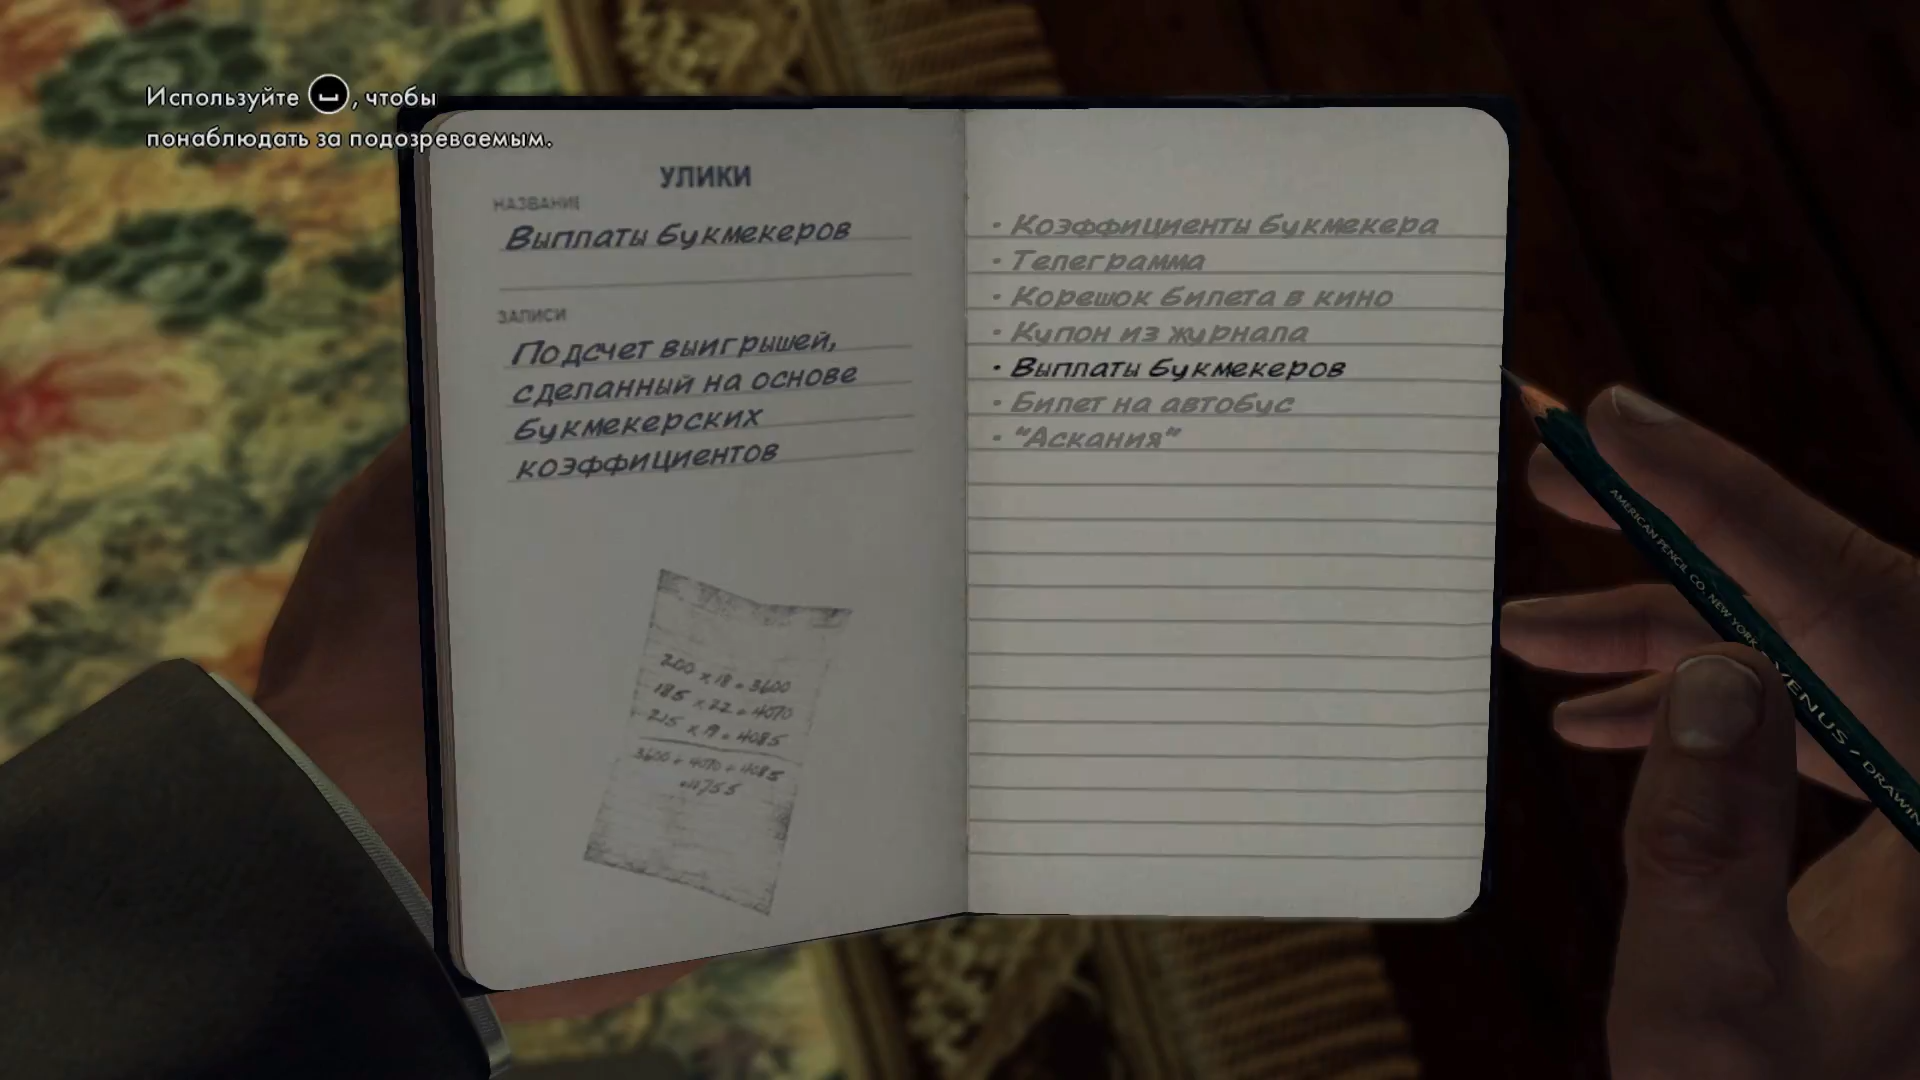 Используйте , чтобы
понаблюдать за подозреваемым.
УЛИКИ
НАЗВАНИЕ
Выплаты букмекеров
ЗАПИСИ
Подсчет выигрышей,
сделанный на основе
букмекерских
коэффициентов
200 x 18 = 3600
185 x 22 = 4070
215 x 19 = 4085
3600 + 4070 + 4085
=11755
• Коэффициенты букмекера
• Телеграмма
• Корешок билета в кино
• Купон из журнала
• Выплаты букмекеров
• Билет на автобус
• "Аскания"
AMERICAN PENCIL CO. NEW YORK VENUS / DRAWIN